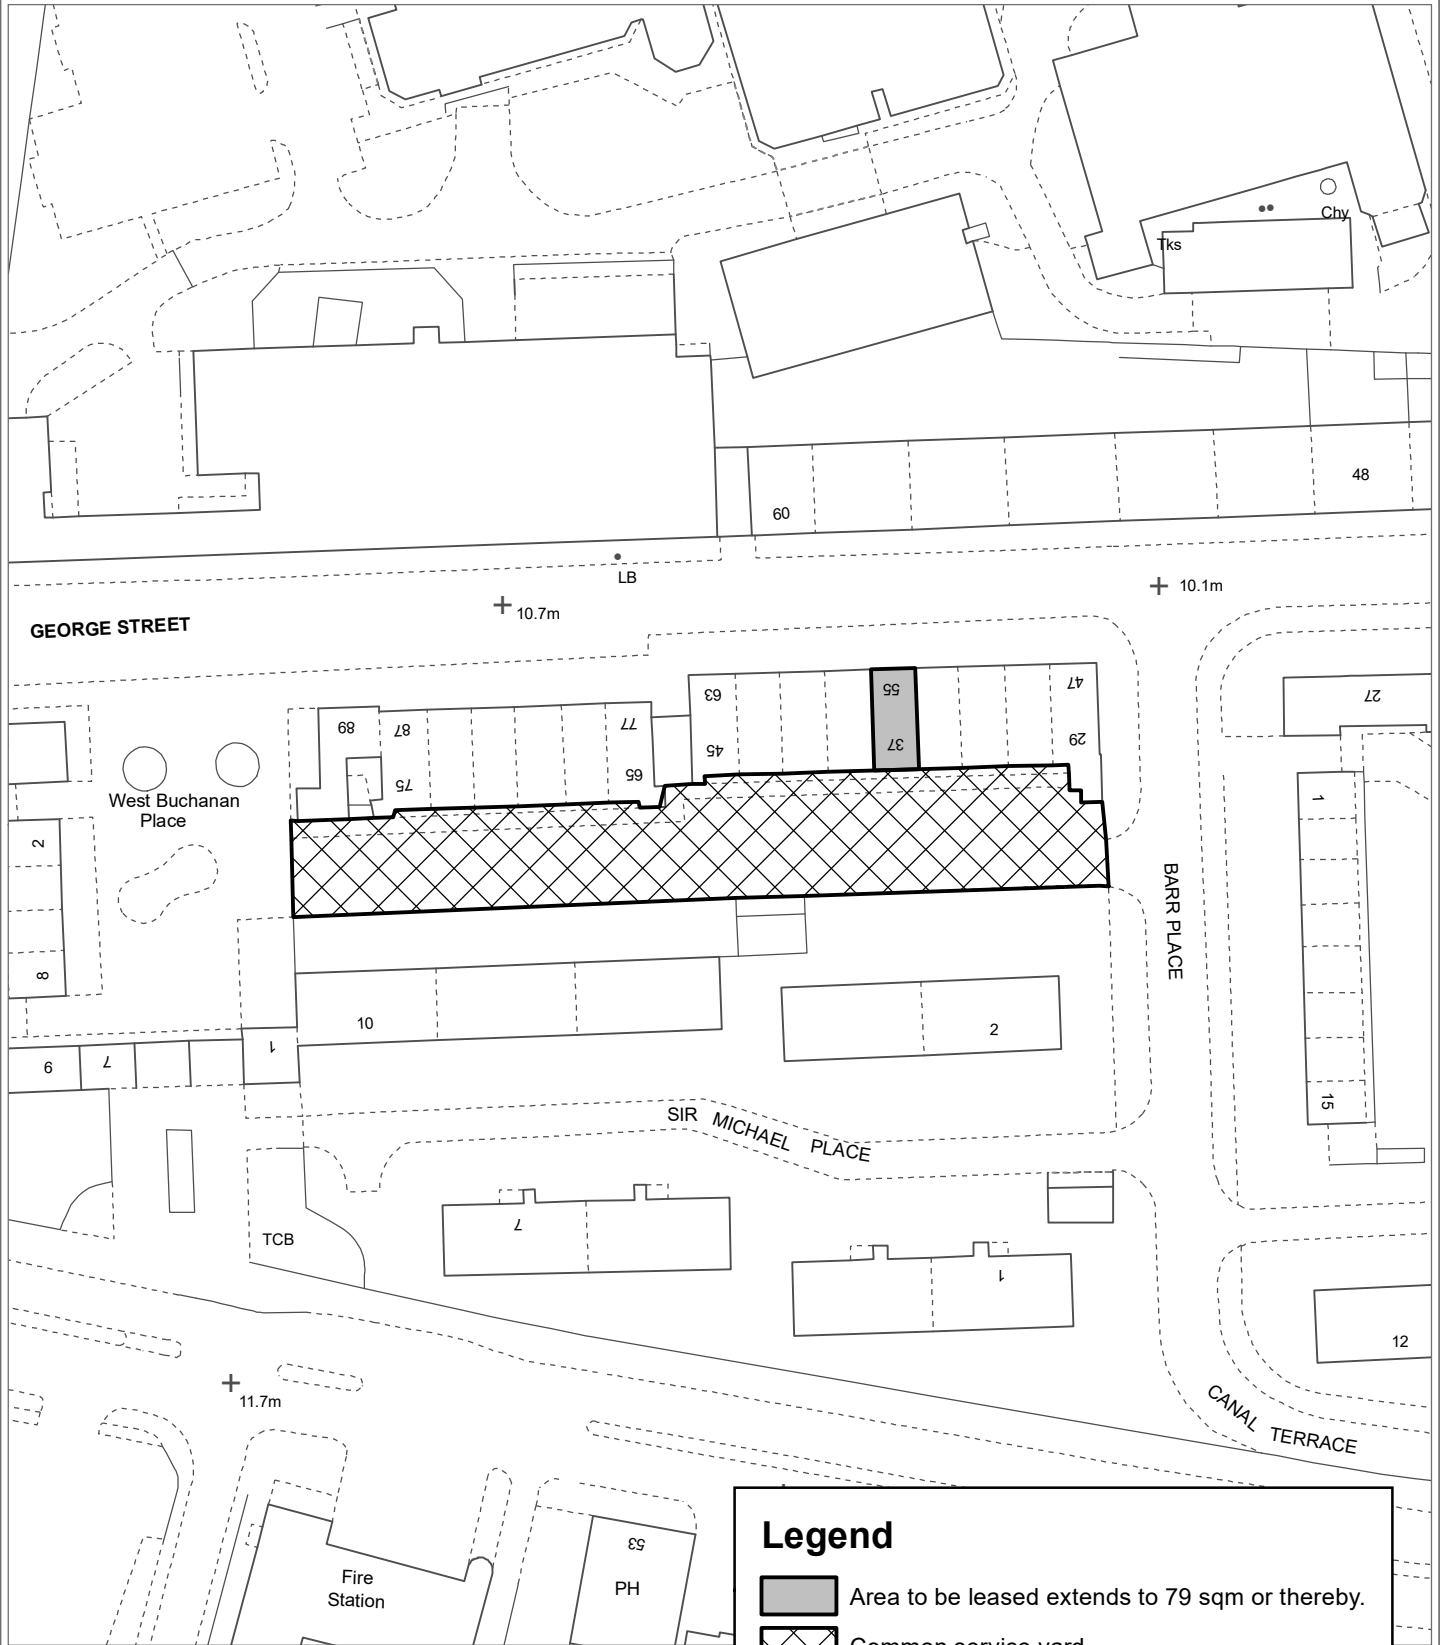 Chy
Tks
48
60
LB
10.1m
10.7m
GEORGE STREET
63
55
47
27
89
87
77
45
37
29
75
65
1
West Buchanan
Place
2
8
BARR PLACE
10
2
1
6
7
15
SIR MICHAEL PLACE
7
TCB
1
12
11.7m
CANAL TERRACE
Legend
53
Fire
Station
PH
Area to be leased extends to 79 sqm or thereby.
Common service yard